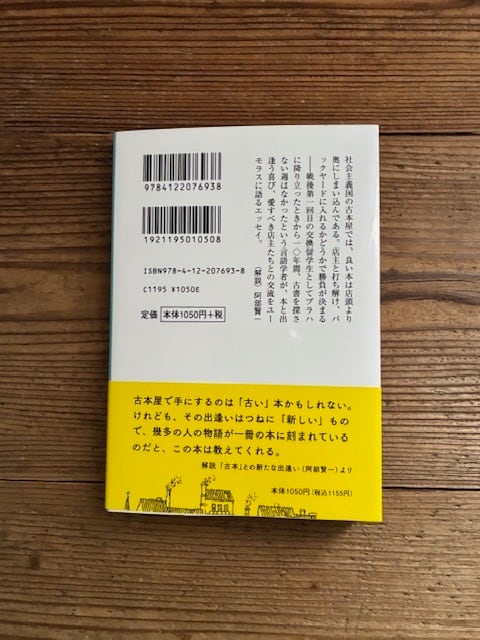 社会主義国の古本屋では、良い本は店頭より
奥にしまい込んである。店主と打ち解け、バ
ックヤードに入れるかどうかで勝負が決まる
――戦後第一回目の交換留学生としてプラハ
に降り立ったときから一〇年間、古書を探さ
ない週はなかったという言語学者が、本と出
逢う喜び、愛すべき店主たちとの交流をユー
モラスに語るエッセイ。
〈解説〉阿部賢一
9784122076938
1921195010508
ISBN978-4-12-207693-8
C1195 ¥1050E
定価 本体1050円+税
古本屋で手にするのは「古い」本かもしれない。
けれども、その出逢いはつねに「新しい」もの
で、幾多の人の物語が一冊の本に刻まれている
のだと、この本は教えてくれる。
解説「古本」との新たな出逢い(阿部賢一)より
本体1050円(税込1155円)